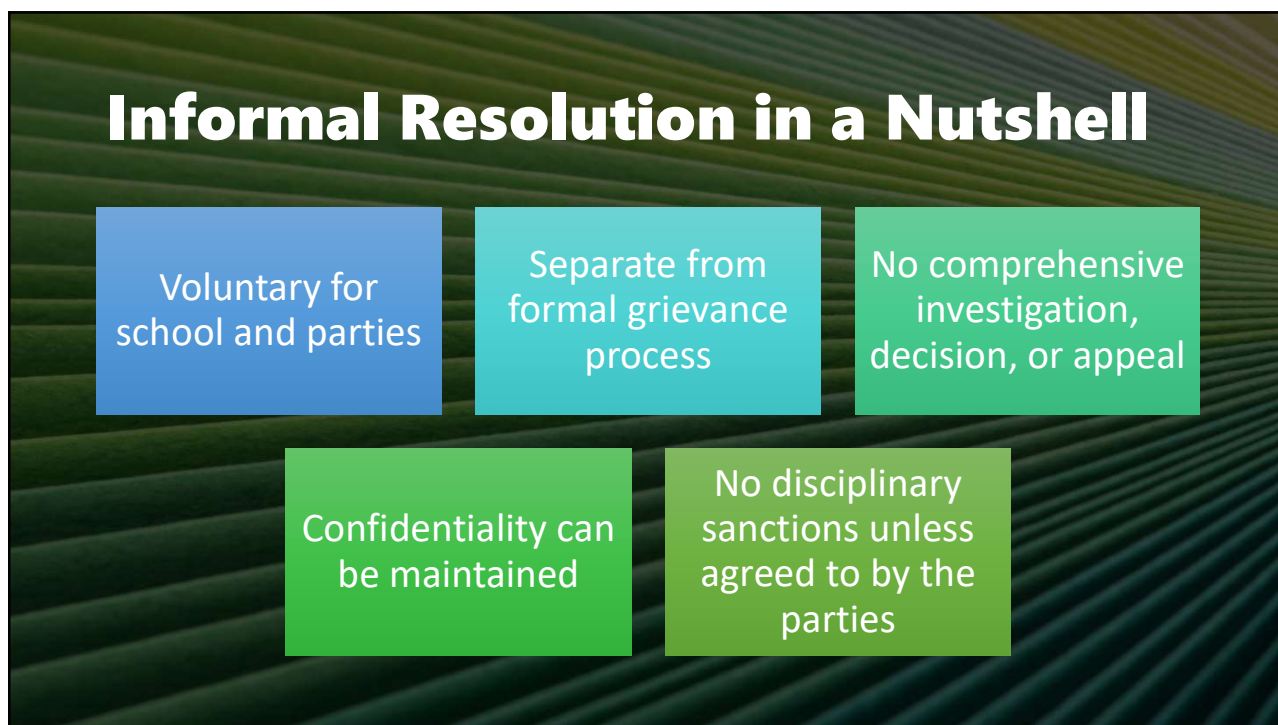 Informal Resolution in a Nutshell
Voluntary for
school and parties
Separate from
formal grievance
process
No comprehensive
investigation,
decision, or appeal
Confidentiality can
be maintained
No disciplinary
sanctions unless
agreed to by the
parties